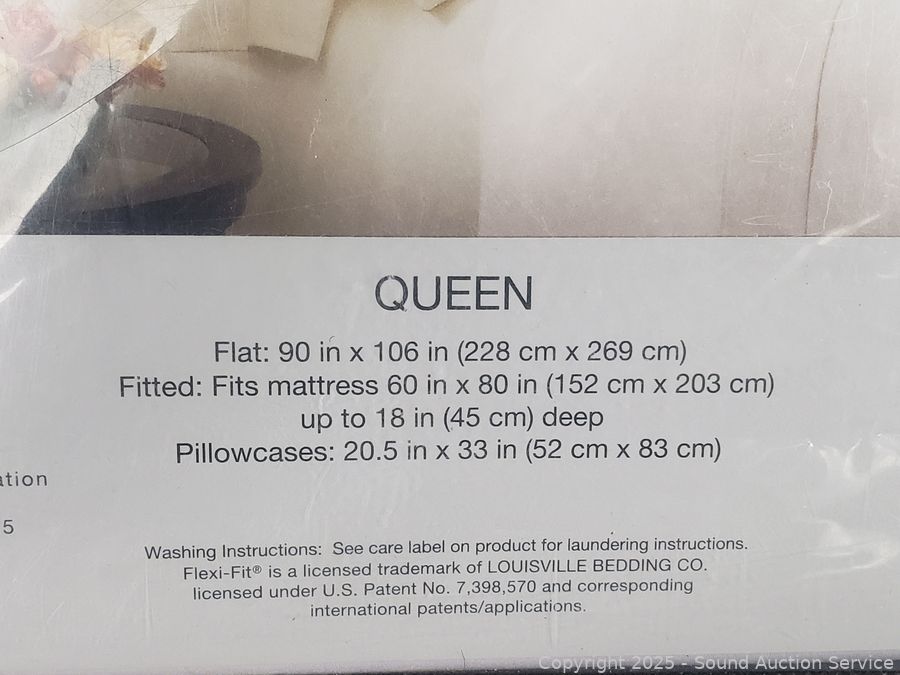 QUEEN
Flat: 90 in x 106 in (228 cm x 269 cm)
Fitted: Fits mattress 60 in x 80 in (152 cm x 203 cm)
up to 18 in (45 cm) deep
Pillowcases: 20.5 in x 33 in (52 cm x 83 cm)
ation
5
Washing Instructions: See care label on product for laundering instructions.
Flexi-Fit® is a licensed trademark of LOUISVILLE BEDDING CO.
licensed under U.S. Patent No. 7,398,570 and corresponding
international patents/applications.
Copyright 2025 - Sound Auction Service